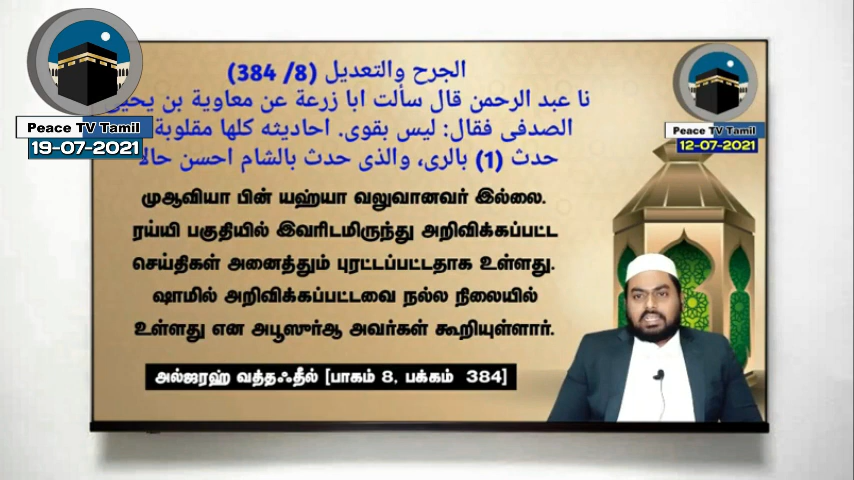 Peace TV Tamil
19-07-2021
الجرح والتعديل (8/ 384)
نا عبد الرحمن قال سألت ابا زرعة عن معاوية بن
الصدفى فقال: ليس بقوى. احاديثه كلها مقلوبة
حدث (1) بالرى، والذى حدث بالشام احسن حالا
Peace TV Tamil
12-07-2021
முஆவியா பின் யஹ்யா வலுவானவர் இல்லை.
ரய்யி பகுதியில் இவரிடமிருந்து அறிவிக்கப்பட்ட
செய்திகள் அனைத்தும் புரட்டப்பட்டதாக உள்ளது.
ஷாமில் அறிவிக்கப்பட்டவை நல்ல நிலையில்
உள்ளது என அபூஸுர்ஆ அவர்கள் கூறியுள்ளார்.
அல்ஜரஹ் வத்தஃதீல் [பாகம் 8, பக்கம் 384]